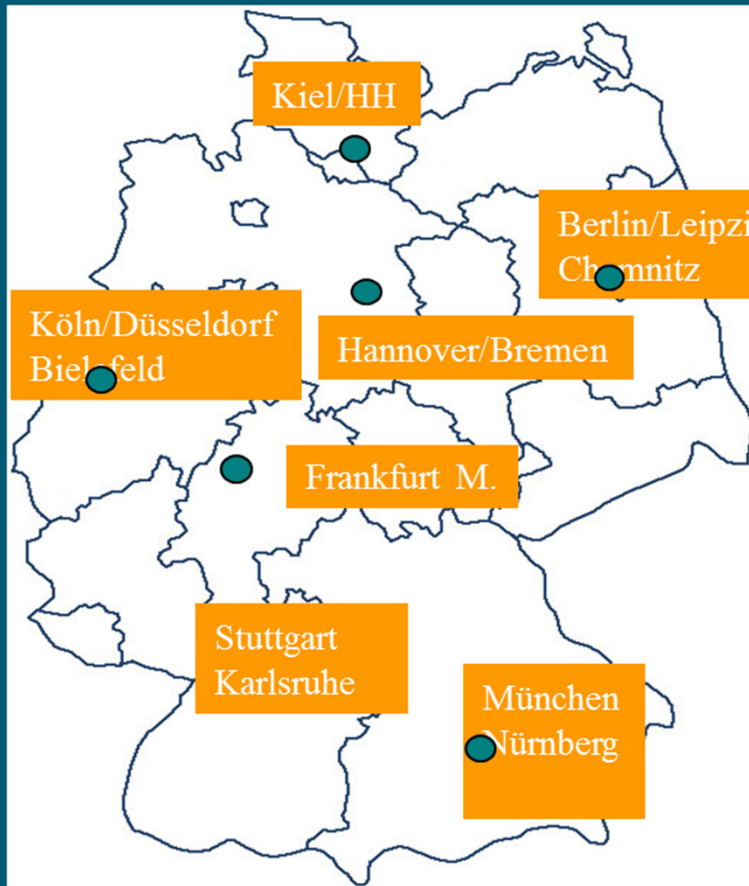 Kiel/HH
Berlin/Leipzi
Chemnitz
Köln/Düsseldorf
Bielefeld
Hannover/Bremen
Frankfurt M.
Stuttgart
Karlsruhe
München
Nürnberg